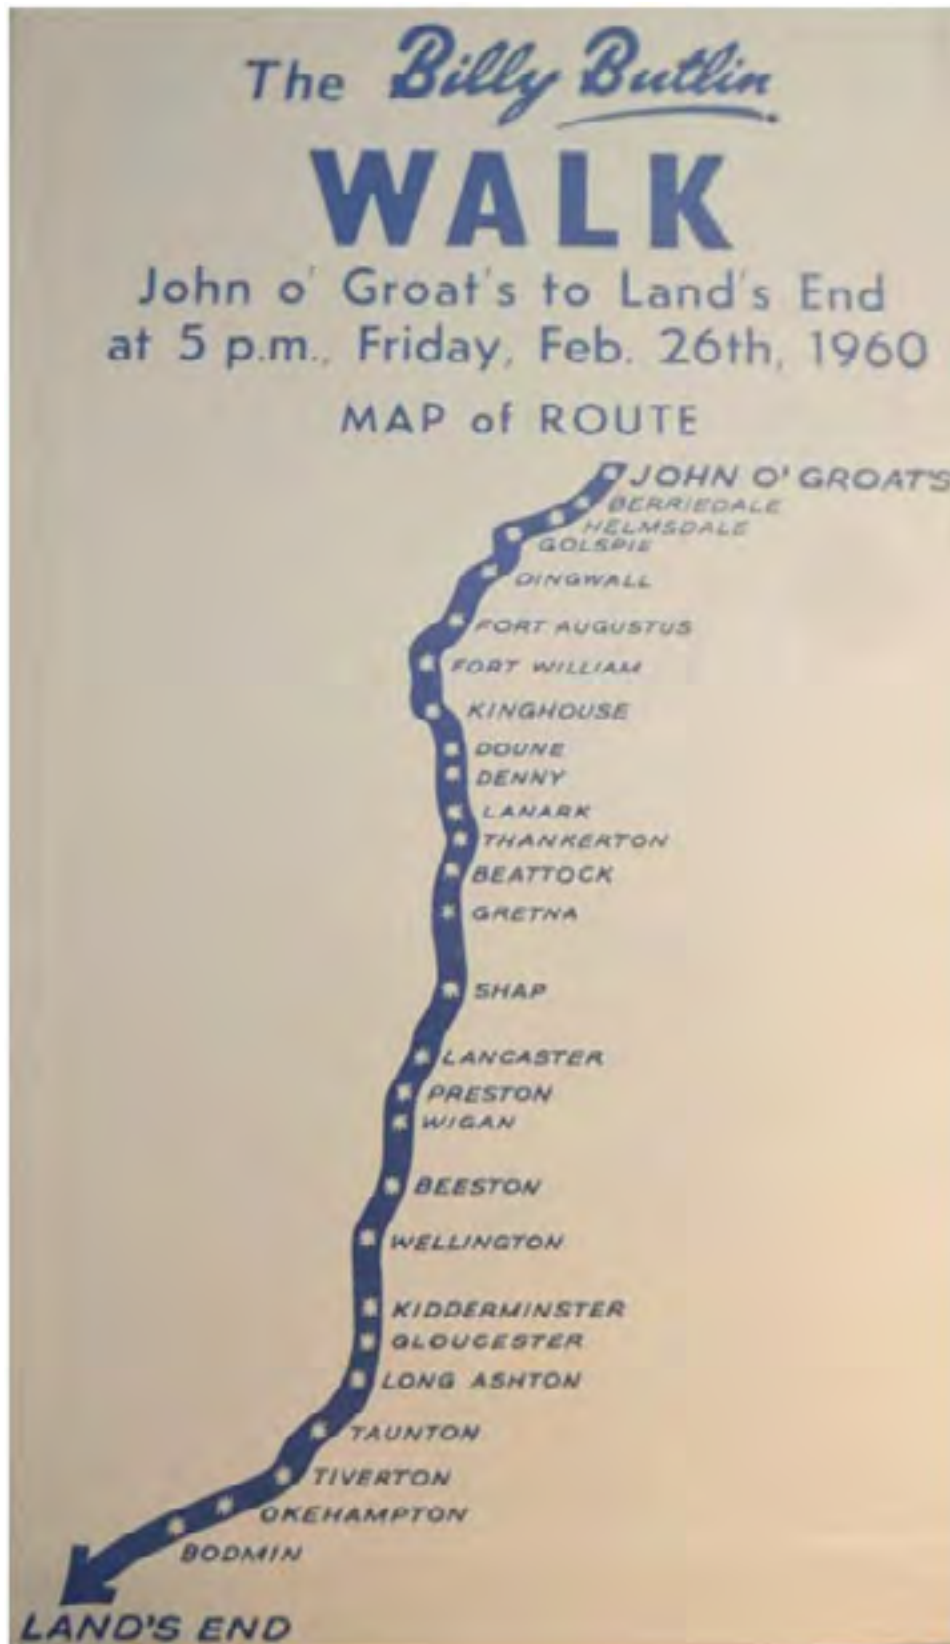 The Billy Butlin
WALK
John o' Groat's to Land's End
at 5 p.m., Friday, Feb. 26th, 1960
MAP of ROUTE
JOHN O' GROAT'S
BERRIEDALE
HELMSDALE
GOLSPIE
DINGWALL
FORT AUGUSTUS
FORT WILLIAM
KINGHOUSE
DOUNE
DENNY
LANARK
THANKERTON
BEATTOCK
GRETNA
SHAP
LANCASTER
PRESTON
WIGAN
BEESTON
WELLINGTON
KIDDERMINSTER
GLOUCESTER
LONG ASHTON
TAUNTON
TIVERTON
OKEHAMPTON
BODMIN
LAND'S END